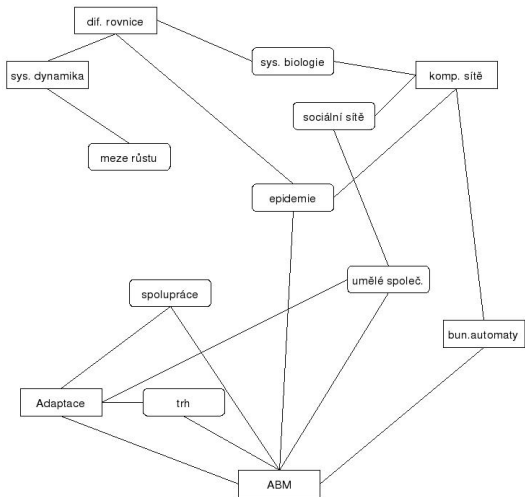 dif. rovnice
sys. biologie
sys. dynamika
komp. sítě
sociální sítě
meze růstu
epidemie
umělé společ.
spolupráce
bun.automaty
Adaptace
trh
ABM